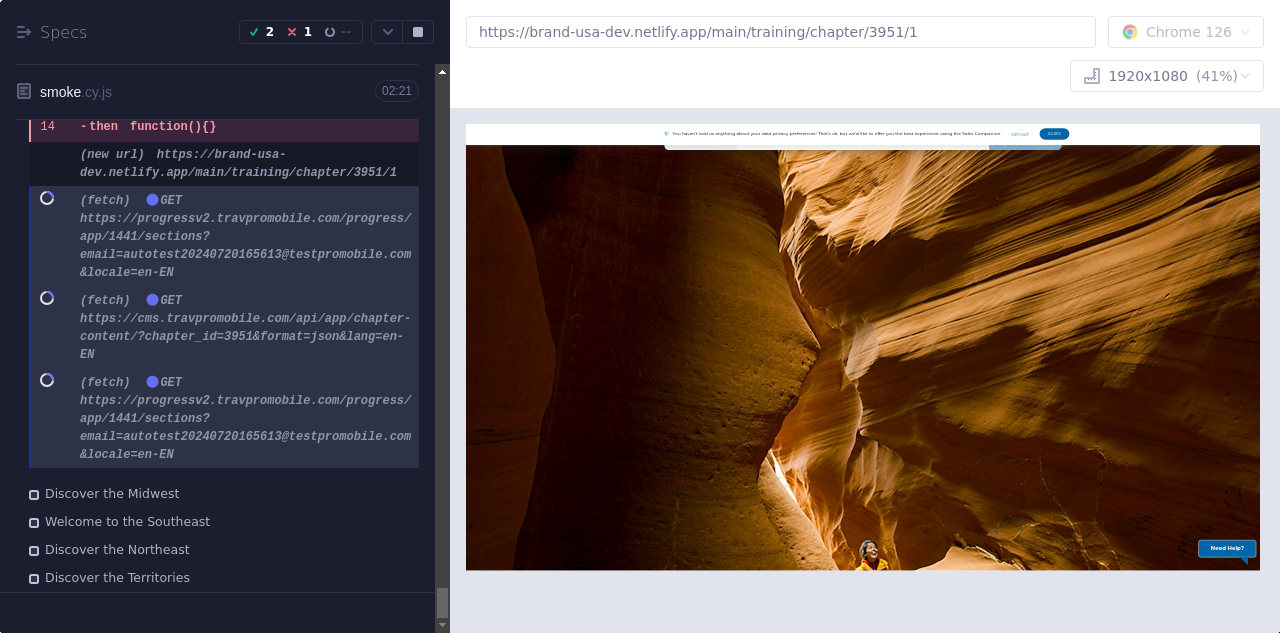 Specs
2
1
--
smoke.cy.js
02:21
14
-then function(){}
(new url) https://brand-usa-
dev.netlify.app/main/training/chapter/3951/1
(fetch) GET
https://progressv2.travpromobile.com/progress/
app/1441/sections?
email=autotest20240720165613@testpromobile.com
&locale=en-EN
(fetch) GET
https://cms.travpromobile.com/api/app/chapter-
content/?chapter_id=3951&format=json&lang=en-
EN
(fetch) GET
https://progressv2.travpromobile.com/progress/
app/1441/sections?
email=autotest20240720165613@testpromobile.com
&locale=en-EN
Discover the Midwest
Welcome to the Southeast
Discover the Northeast
Discover the Territories
https://brand-usa-dev.netlify.app/main/training/chapter/3951/1
Chrome 126
1920x1080 (41%)
You haven't told us anything about your data privacy preferences! That's ok, but we'd like to offer you the best experience using the Sales Companion.
OPT-OUT
AGREE
Need Help?